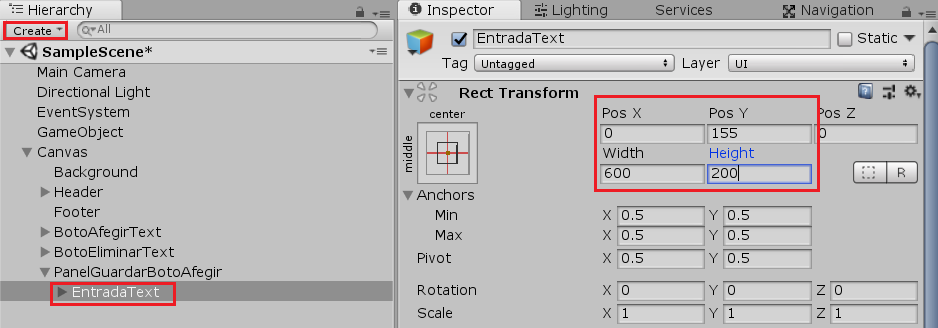 Hierarchy
Create
All
SampleScene*
Main Camera
Directional Light
EventSystem
GameObject
Canvas
Background
Header
Footer
BotoAfegirText
BotoEliminarText
PanelGuardarBotoAfegir
EntradaText
Inspector Lighting Services Navigation
EntradaText Static
Tag Untagged Layer UI
Rect Transform
center
middle
Pos X Pos Y Pos Z
0 155 0
Width Height
600 200 R
Anchors
Min X 0.5 Y 0.5
Max X 0.5 Y 0.5
Pivot X 0.5 Y 0.5
Rotation X 0 Y 0 Z 0
Scale X 1 Y 1 Z 1